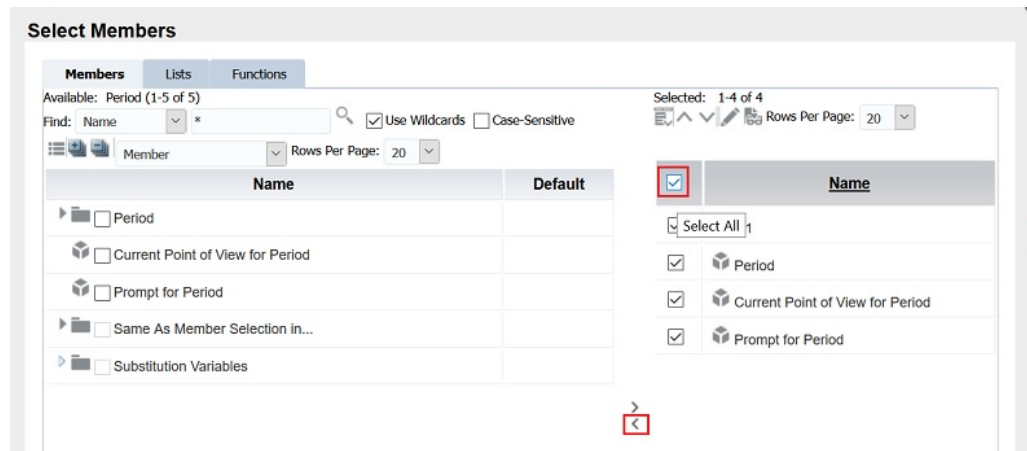 Select Members
Members Lists Functions
Available: Period (1-5 of 5)
Find: Name * Use Wildcards Case-Sensitive
Member Rows Per Page: 20
Name Default
Period
Current Point of View for Period
Prompt for Period
Same As Member Selection in...
Substitution Variables
Selected: 1-4 of 4
Rows Per Page: 20
Name
Select All 1
Period
Current Point of View for Period
Prompt for Period